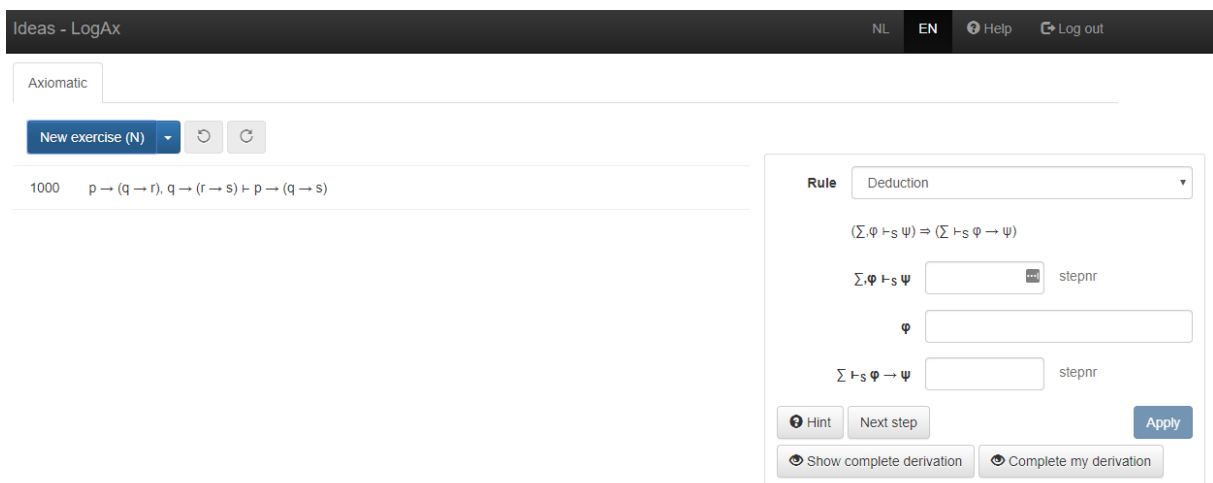 Ideas - LogAx NL EN Help Log out
Axiomatic
New exercise (N)
1000 p → (q → r), q → (r → s) ⊢ p → (q → s)
Rule Deduction
(∑,φ ⊢S ψ) ⇒ (∑ ⊢S φ → ψ)
∑,φ ⊢S ψ stepnr
φ
∑ ⊢S φ → ψ stepnr
Hint Next step Apply
Show complete derivation Complete my derivation